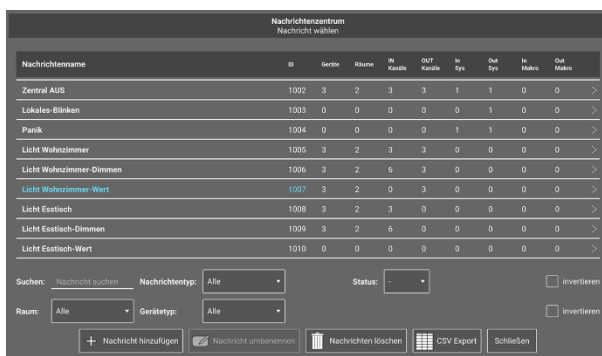 Nachrichtenzentrum
Nachricht wählen
Nachrichtenname ID Geräte Räume IN Kanäle OUT Kanäle In Sys Out Sys In Makro Out Makro
Zentral AUS 1002 3 2 3 3 1 1 0 0 >
Lokales-Blinken 1003 0 0 0 0 0 1 0 0 >
Panik 1004 0 0 0 0 1 1 0 0 >
Licht Wohnzimmer 1005 3 2 3 3 0 0 0 0 >
Licht Wohnzimmer-Dimmen 1006 3 2 6 3 0 0 0 0 >
Licht Wohnzimmer-Wert 1007 3 2 0 3 0 0 0 0 >
Licht Esstisch 1008 3 2 3 0 0 0 0 0 >
Licht Esstisch-Dimmen 1009 3 2 6 0 0 0 0 0 >
Licht Esstisch-Wert 1010 0 0 0 0 0 0 0 0 >
Suchen: Nachricht suchen Nachrichtentyp: Alle Status: - invertieren
Raum: Alle Gerätetyp: Alle invertieren
Nachricht hinzufügen Nachricht umbenennen Nachrichten löschen CSV Export Schließen